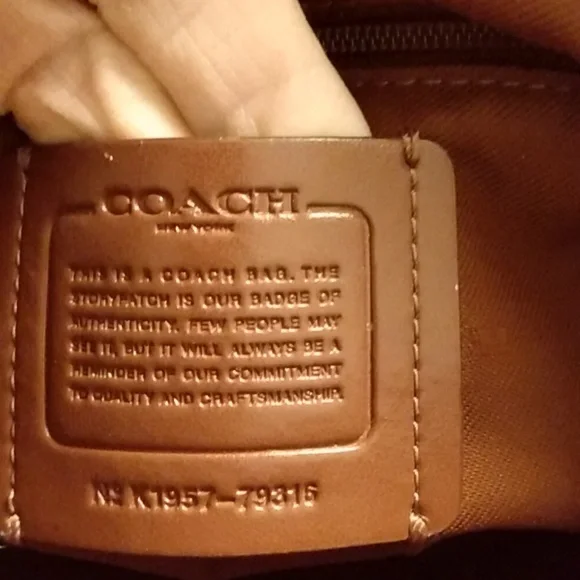 COACH
NEW YORK
THIS IS A COACH BAG. THE
STORYPATCH IS OUR BADGE OF
AUTHENTICITY. FEW PEOPLE MAY
SEE IT, BUT IT WILL ALWAYS BE A
REMINDER OF OUR COMMITMENT
TO QUALITY AND CRAFTSMANSHIP.
Nº K1957-79315